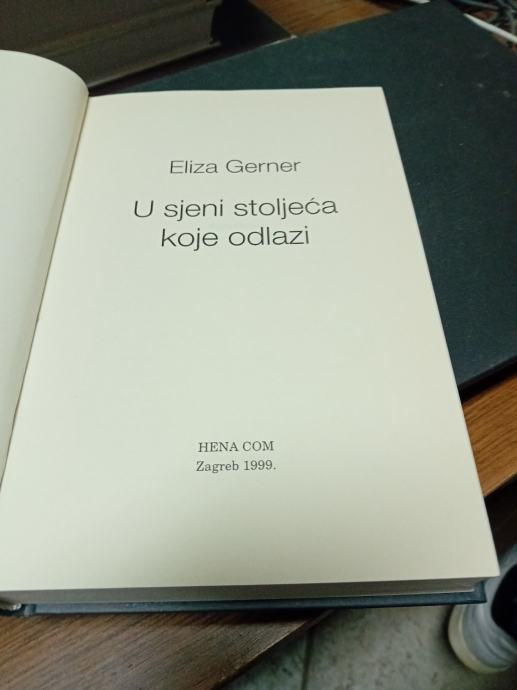 Eliza Gerner
U sjeni stoljeća
koje odlazi
HENA COM
Zagreb 1999.